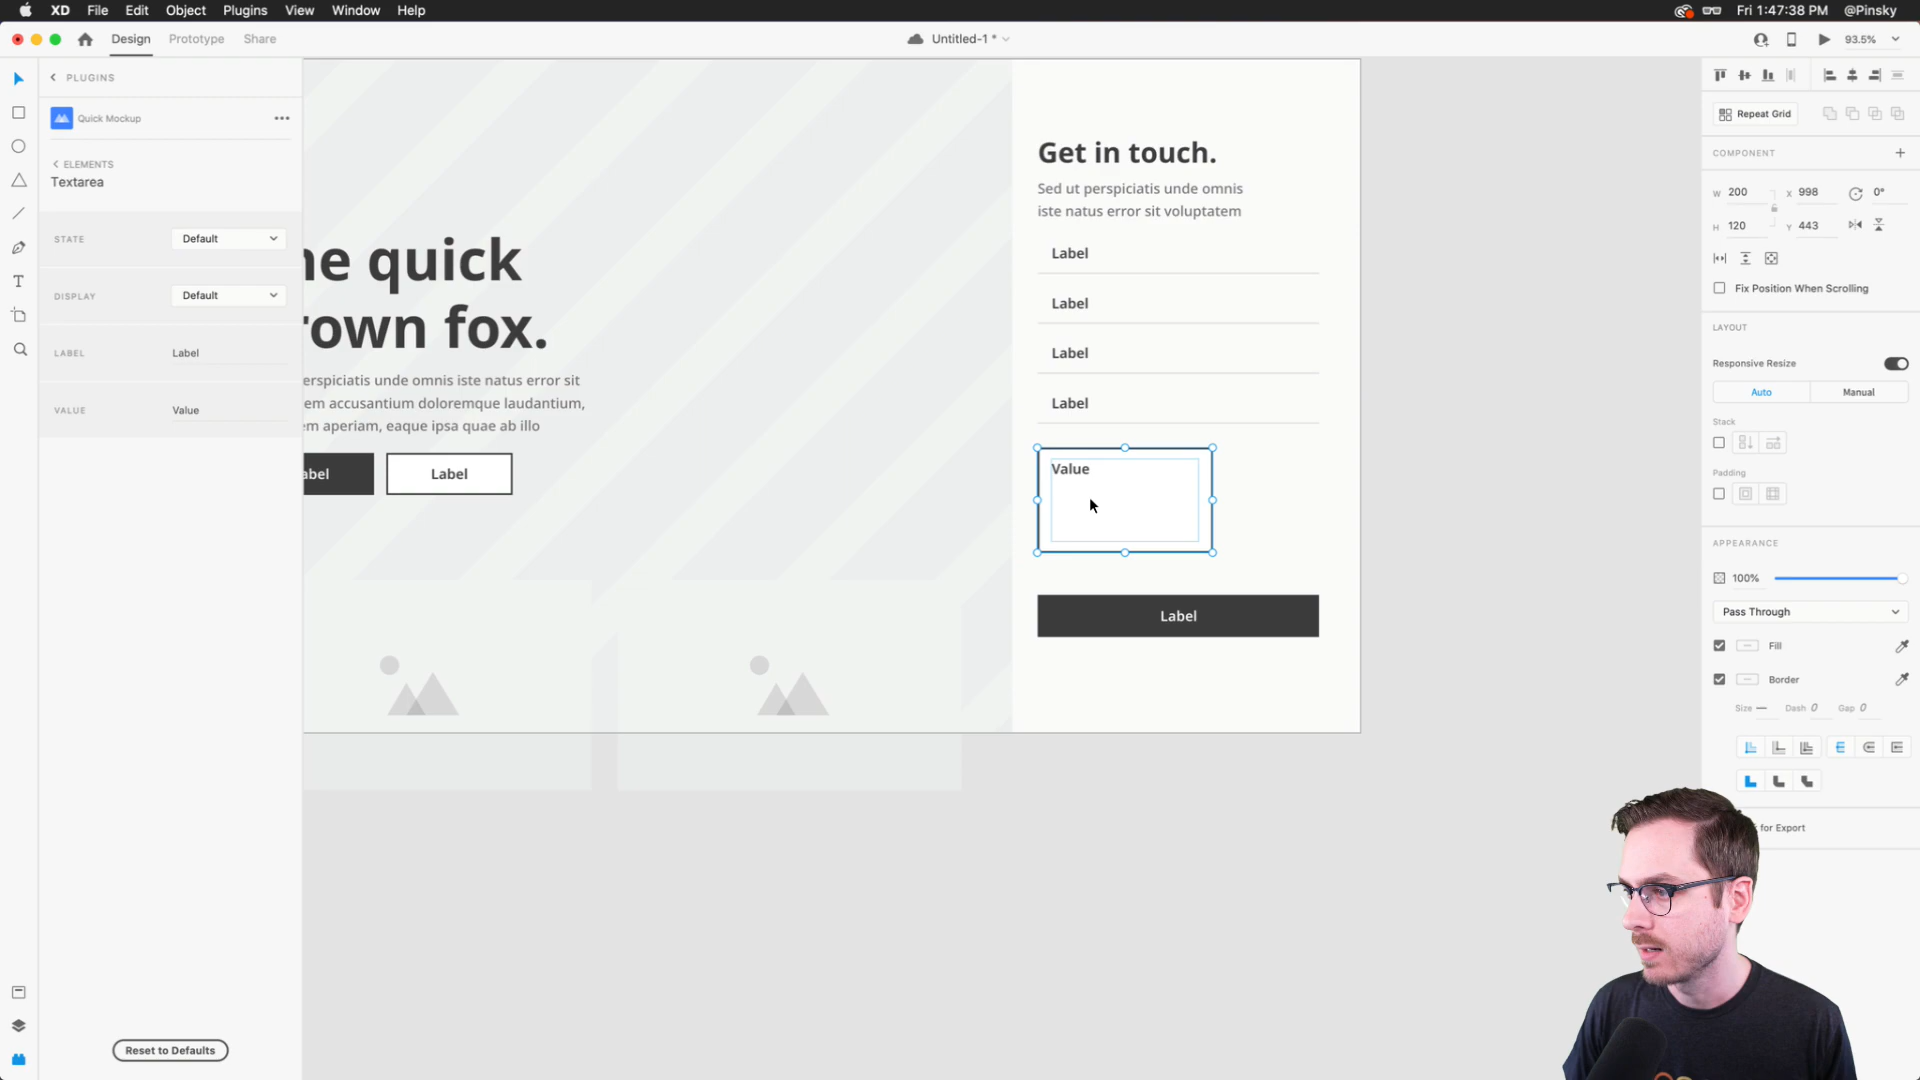 XD File Edit Object Plugins View Window Help
Fri 1:47:38 PM @Pinsky
Design Prototype Share
Untitled-1 *
93.5%
PLUGINS
Quick Mockup
ELEMENTS
Textarea
STATE Default
DISPLAY Default
LABEL Label
VALUE Value
Reset to Defaults
ne quick
rown fox.
erspiciatis unde omnis iste natus error sit
em accusantium doloremque laudantium,
m aperiam, eaque ipsa quae ab illo
abel
Label
Get in touch.
Sed ut perspiciatis unde omnis
iste natus error sit voluptatem
Label
Label
Label
Label
Value
Label
Repeat Grid
COMPONENT
W 200 X 998 0°
H 120 Y 443
Fix Position When Scrolling
LAYOUT
Responsive Resize
Auto Manual
Stack
Padding
APPEARANCE
100%
Pass Through
Fill
Border
Size — Dash 0 Gap 0
for Export